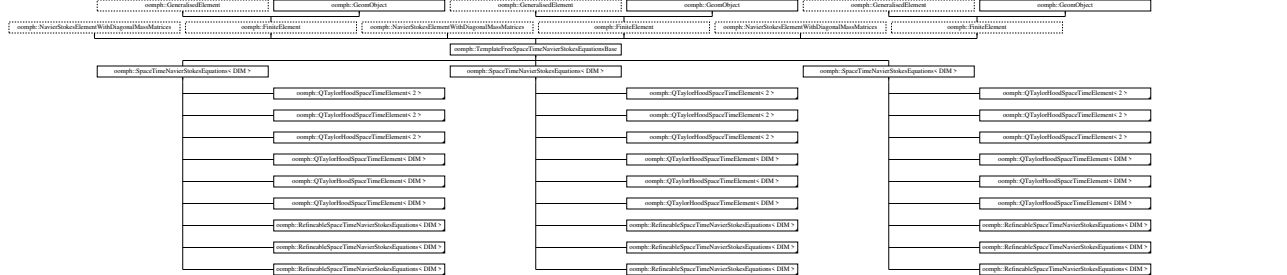 oomph::GeneralisedElement oomph::GeomObject oomph::GeneralisedElement oomph::GeomObject oomph::GeneralisedElement oomph::GeomObject
oomph::NavierStokesElementWithDiagonalMassMatrices oomph::FiniteElement oomph::NavierStokesElementWithDiagonalMassMatrices oomph::FiniteElement oomph::NavierStokesElementWithDiagonalMassMatrices oomph::FiniteElement
oomph::TemplateFreeSpaceTimeNavierStokesEquationsBase
oomph::SpaceTimeNavierStokesEquations< DIM > oomph::SpaceTimeNavierStokesEquations< DIM > oomph::SpaceTimeNavierStokesEquations< DIM >
oomph::QTaylorHoodSpaceTimeElement< 2 > oomph::QTaylorHoodSpaceTimeElement< 2 > oomph::QTaylorHoodSpaceTimeElement< 2 >
oomph::QTaylorHoodSpaceTimeElement< 2 > oomph::QTaylorHoodSpaceTimeElement< 2 > oomph::QTaylorHoodSpaceTimeElement< 2 >
oomph::QTaylorHoodSpaceTimeElement< 2 > oomph::QTaylorHoodSpaceTimeElement< 2 > oomph::QTaylorHoodSpaceTimeElement< 2 >
oomph::QTaylorHoodSpaceTimeElement< DIM > oomph::QTaylorHoodSpaceTimeElement< DIM > oomph::QTaylorHoodSpaceTimeElement< DIM >
oomph::QTaylorHoodSpaceTimeElement< DIM > oomph::QTaylorHoodSpaceTimeElement< DIM > oomph::QTaylorHoodSpaceTimeElement< DIM >
oomph::QTaylorHoodSpaceTimeElement< DIM > oomph::QTaylorHoodSpaceTimeElement< DIM > oomph::QTaylorHoodSpaceTimeElement< DIM >
oomph::RefineableSpaceTimeNavierStokesEquations< DIM > oomph::RefineableSpaceTimeNavierStokesEquations< DIM > oomph::RefineableSpaceTimeNavierStokesEquations< DIM >
oomph::RefineableSpaceTimeNavierStokesEquations< DIM > oomph::RefineableSpaceTimeNavierStokesEquations< DIM > oomph::RefineableSpaceTimeNavierStokesEquations< DIM >
oomph::RefineableSpaceTimeNavierStokesEquations< DIM > oomph::RefineableSpaceTimeNavierStokesEquations< DIM > oomph::RefineableSpaceTimeNavierStokesEquations< DIM >